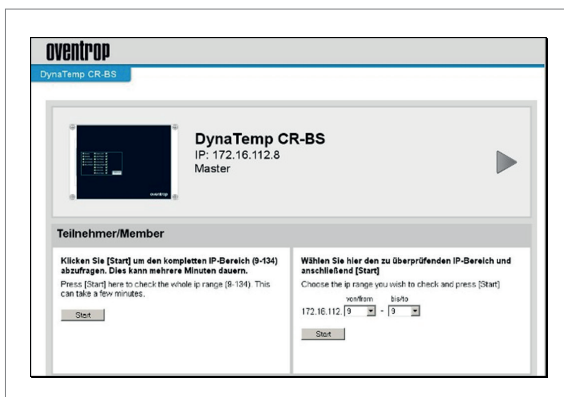 oventrop
DynaTemp CR-BS
DynaTemp CR-BS
IP: 172.16.112.8
Master
oventrop
Teilnehmer/Member
Klicken Sie [Start] um den kompletten IP-Bereich (9-134)
abzufragen. Dies kann mehrere Minuten dauern.
Press [Start] here to check the whole ip range (9-134). This
can take a few minutes.
Start
Wählen Sie hier den zu überprüfenden IP-Bereich und
anschließend [Start]
Choose the ip range you wish to check and press [Start]
von/from bis/to
172.16.112. 9 - 9
Start